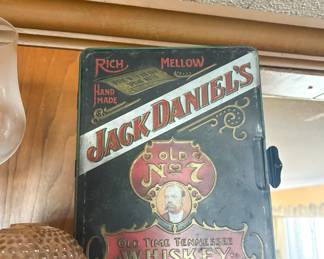 RICH MELLOW
HAND
MADE
JACK DANIEL'S
OLD
No 7
OLD TIME TENNESSEE
WHISKEY